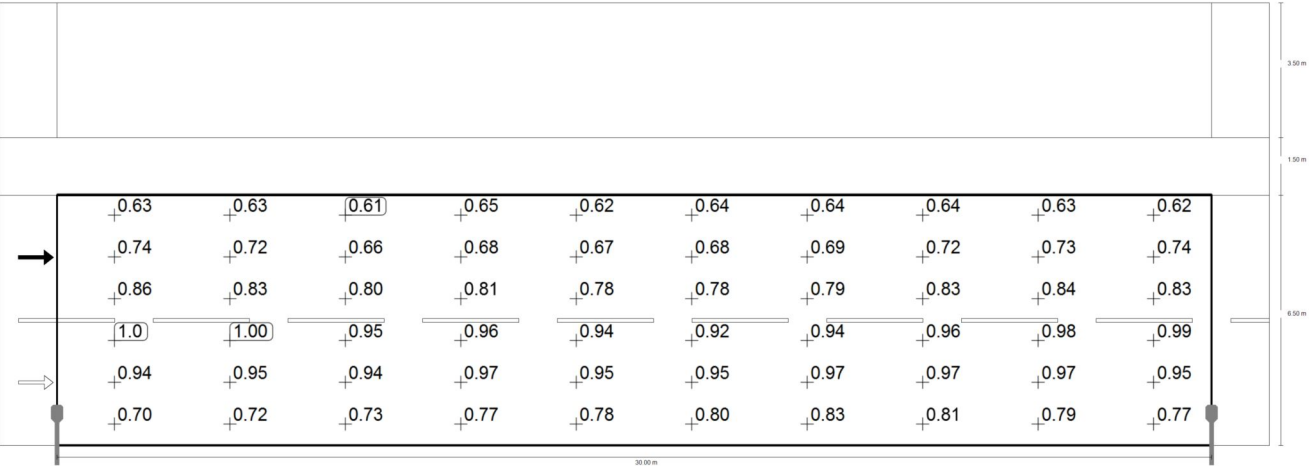 3.50 m
1.50 m
0.63 0.63 0.61 0.65 0.62 0.64 0.64 0.64 0.63 0.62
0.74 0.72 0.66 0.68 0.67 0.68 0.69 0.72 0.73 0.74
0.86 0.83 0.80 0.81 0.78 0.78 0.79 0.83 0.84 0.83
6.50 m
1.0 1.00 0.95 0.96 0.94 0.92 0.94 0.96 0.98 0.99
0.94 0.95 0.94 0.97 0.95 0.95 0.97 0.97 0.97 0.95
0.70 0.72 0.73 0.77 0.78 0.80 0.83 0.81 0.79 0.77
30.00 m